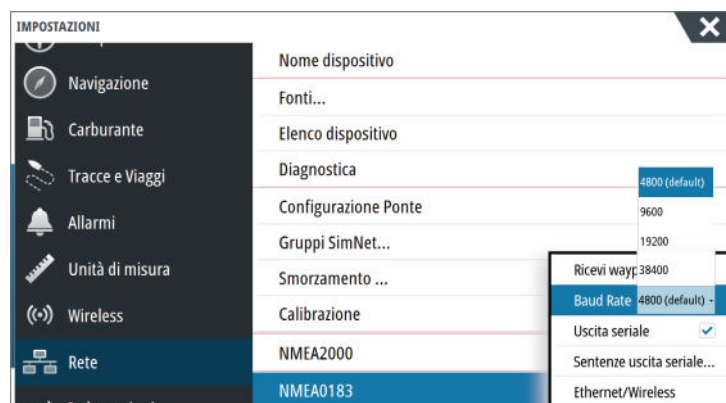 IMPOSTAZIONI
Navigazione
Carburante
Tracce e Viaggi
Allarmi
Unità di misura
Wireless
Rete
Nome dispositivo
Fonti...
Elenco dispositivo
Diagnostica
Configurazione Ponte
Gruppi SimNet...
Smorzamento ...
Calibrazione
NMEA2000
NMEA0183
4800 (default)
9600
19200
38400
Ricevi wayp
Baud Rate 4800 (default)
Uscita seriale
Sentenze uscita seriale...
Ethernet/Wireless